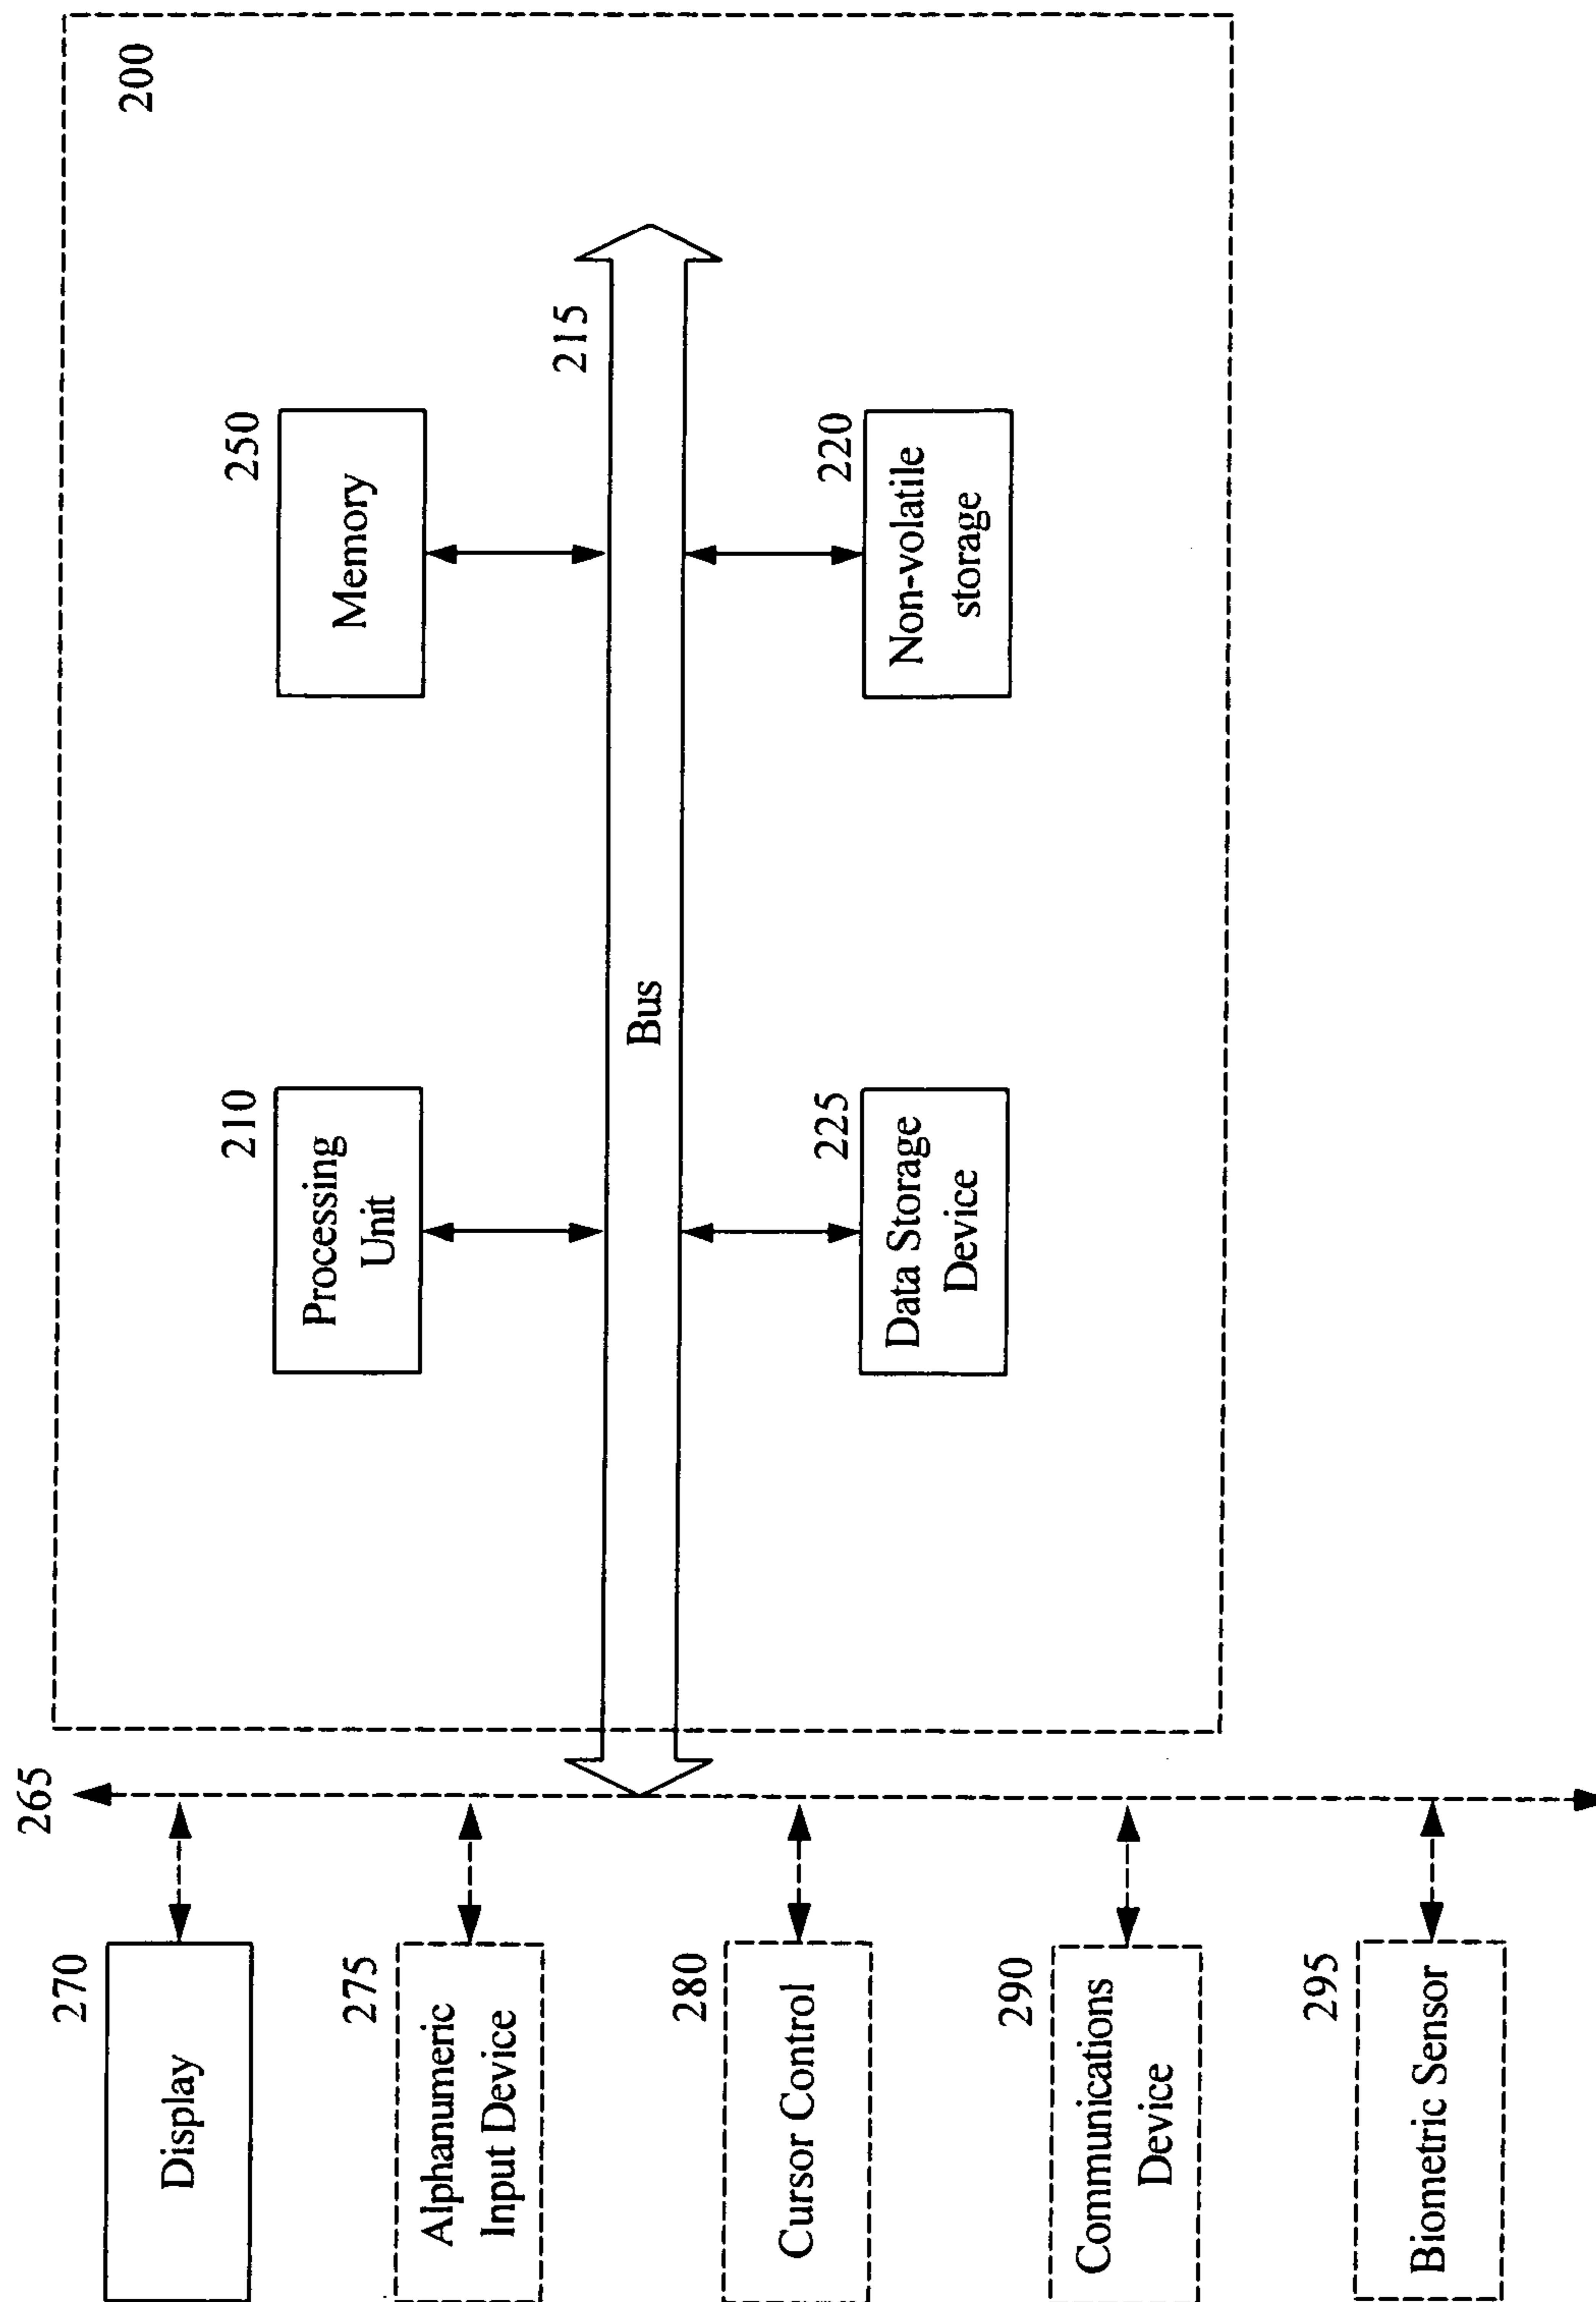 200
250
Memory
215
220
Non-volatile
storage
Bus
210
Processing
Unit
225
Data Storage
Device
265
270
Display
275
Alphanumeric
Input Device
280
Cursor Control
290
Communications
Device
295
Biometric Sensor